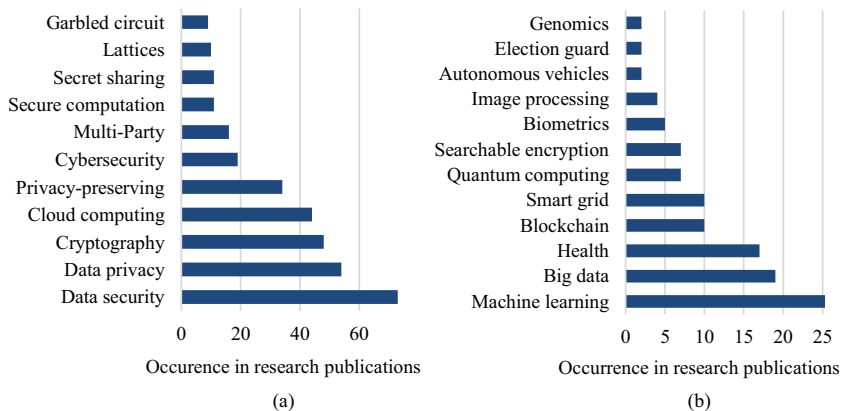 Garbled circuit
Lattices
Secret sharing
Secure computation
Multi-Party
Cybersecurity
Privacy-preserving
Cloud computing
Cryptography
Data privacy
Data security
0 20 40 60
Occurence in research publications
(a)
Genomics
Election guard
Autonomous vehicles
Image processing
Biometrics
Searchable encryption
Quantum computing
Smart grid
Blockchain
Health
Big data
Machine learning
0 5 10 15 20 25
Occurrence in research publications
(b)